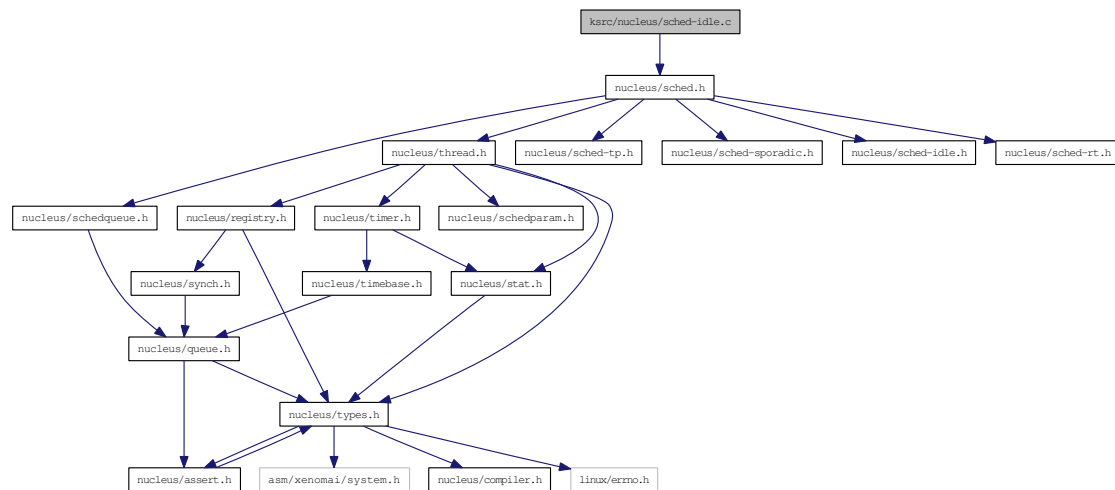 ksrc/nucleus/sched-idle.c
nucleus/sched.h
nucleus/thread.h
nucleus/sched-tp.h
nucleus/sched-sporadic.h
nucleus/sched-idle.h
nucleus/sched-rt.h
nucleus/schedqueue.h
nucleus/registry.h
nucleus/timer.h
nucleus/schedparam.h
nucleus/synch.h
nucleus/timebase.h
nucleus/stat.h
nucleus/queue.h
nucleus/types.h
nucleus/assert.h
asm/xenomai/system.h
nucleus/compiler.h
linux/errno.h